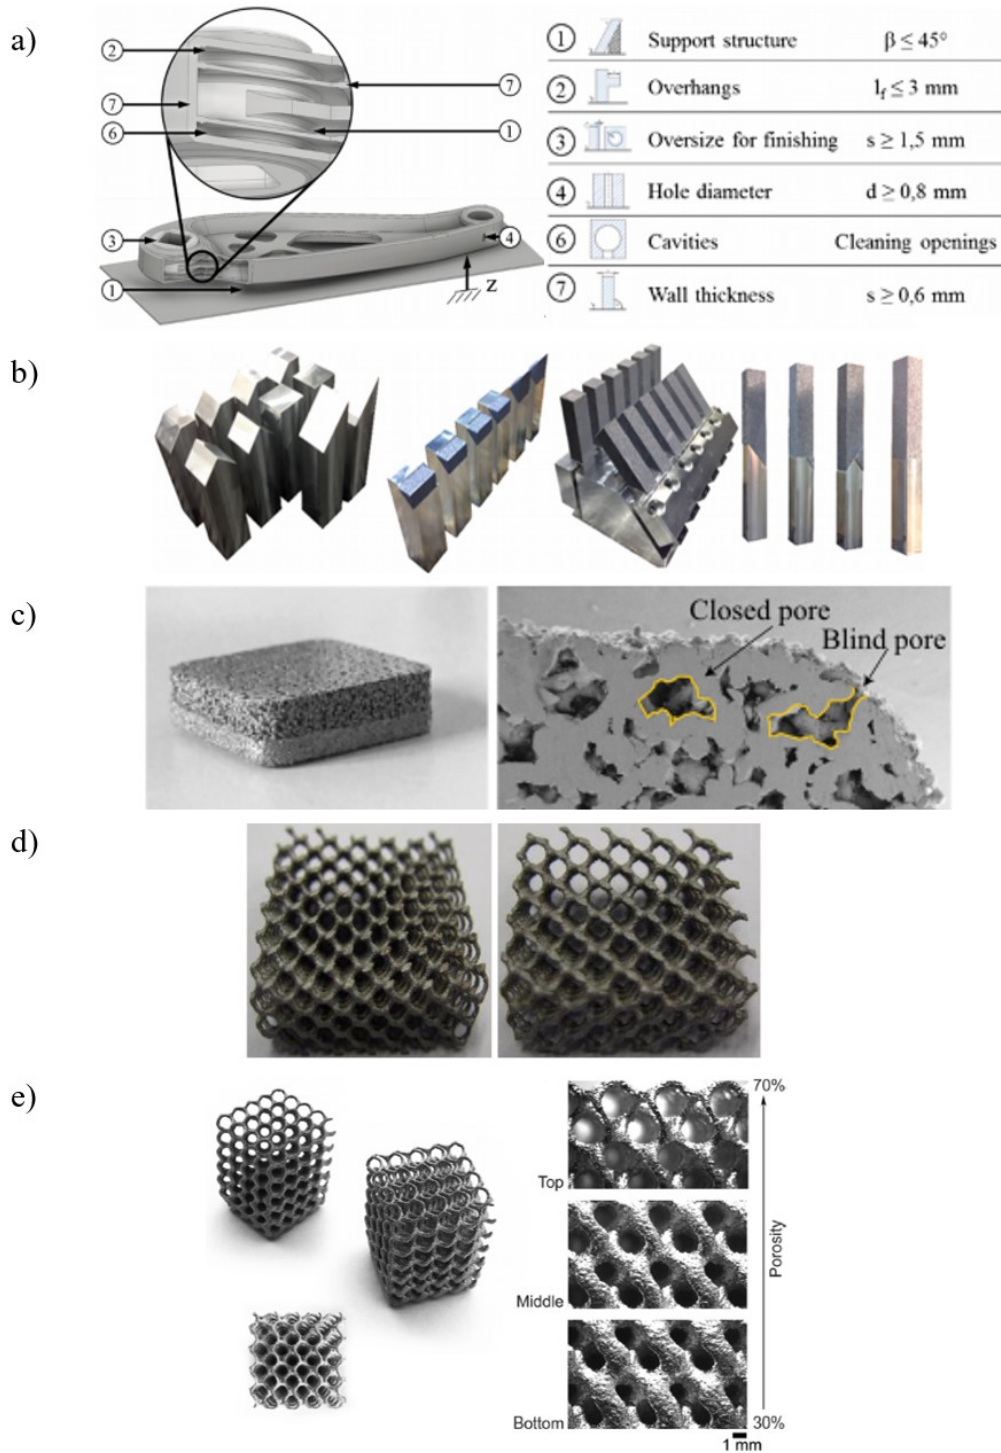 a)
2
7
6
7
1
3
4
1
Z
1 Support structure β ≤ 45°
2 Overhangs l_f ≤ 3 mm
3 Oversize for finishing s ≥ 1,5 mm
4 Hole diameter d ≥ 0,8 mm
6 Cavities Cleaning openings
7 Wall thickness s ≥ 0,6 mm
b)
c)
Closed pore
Blind pore
d)
e)
70%
Top
Middle
Porosity
Bottom
30%
1 mm